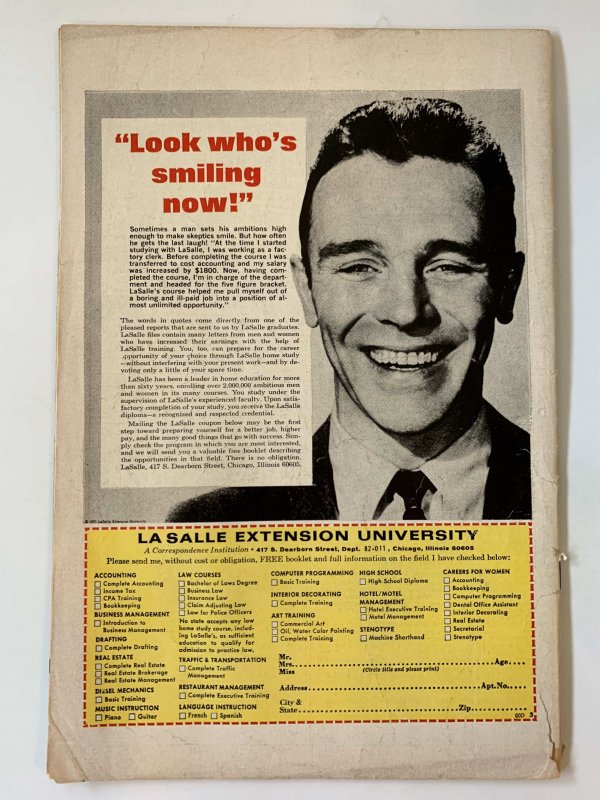 “Look who’s
smiling
now!”
Sometimes a man sets his ambitions high
enough to make skeptics smile. But how often
he gets the last laugh! “At the time I started
studying with LaSalle, I was working as a fac-
tory clerk. Before completing the course I was
transferred to cost accounting and my salary
was increased by $1800. Now, having com-
pleted the course, I’m in charge of the depart-
ment and headed for the five figure bracket.
LaSalle’s course helped me pull myself out of
a boring and ill-paid job into a position of al-
most unlimited opportunity.”
The words in quotes come directly from one of the
pleased reports that are sent to us by LaSalle graduates.
LaSalle files contain many letters from men and women
who have increased their earnings with the help of
LaSalle training. You, too, can prepare for the career
opportunity of your choice through LaSalle home study
—without interfering with your present work—and by de-
voting only a little of your spare time.
LaSalle has been a leader in home education for more
than sixty years, enrolling over 2,000,000 ambitious men
and women in its many courses. You study under the
supervision of LaSalle’s experienced faculty. Upon satis-
factory completion of your study, you receive the LaSalle
diploma—a recognized and respected credential.
Mailing the LaSalle coupon below may be the first
step toward preparing yourself for a better job, higher
pay, and the many good things that go with success. Sim-
ply check the program in which you are most interested,
and we will send you a valuable free booklet describing
the opportunities in that field. There is no obligation.
LaSalle, 417 S. Dearborn Street, Chicago, Illinois 60605.
LaSalle Extension University
LA SALLE EXTENSION UNIVERSITY
A Correspondence Institution • 417 S. Dearborn Street, Dept. 82-011, Chicago, Illinois 60605
Please send me, without cost or obligation, FREE booklet and full information on the field I have checked below:
ACCOUNTING
Complete Accounting
Income Tax
CPA Training
Bookkeeping
BUSINESS MANAGEMENT
Introduction to
Business Management
DRAFTING
Complete Drafting
REAL ESTATE
Complete Real Estate
Real Estate Brokerage
Real Estate Management
DIESEL MECHANICS
Basic Training
MUSIC INSTRUCTION
Piano Guitar
LAW COURSES
Bachelor of Laws Degree
Business Law
Insurance Law
Claim Adjusting Law
Law for Police Officers
No state accepts any law
home study course, includ-
ing LaSalle’s, as sufficient
education to qualify for
admission to practice law.
TRAFFIC & TRANSPORTATION
Complete Traffic
Management
RESTAURANT MANAGEMENT
Complete Executive Training
LANGUAGE INSTRUCTION
French Spanish
COMPUTER PROGRAMMING
Basic Training
INTERIOR DECORATING
Complete Training
ART TRAINING
Commercial Art
Oil, Water Color Painting
Complete Training
HIGH SCHOOL
High School Diploma
HOTEL/MOTEL
MANAGEMENT
Hotel Executive Training
Motel Management
STENOTYPE
Machine Shorthand
CAREERS FOR WOMEN
Accounting
Bookkeeping
Computer Programming
Dental Office Assistant
Interior Decorating
Real Estate
Secretarial
Stenotype
Mr.
Mrs. Age
Miss (Circle title and please print)
Address Apt.No.
City &
State Zip
3